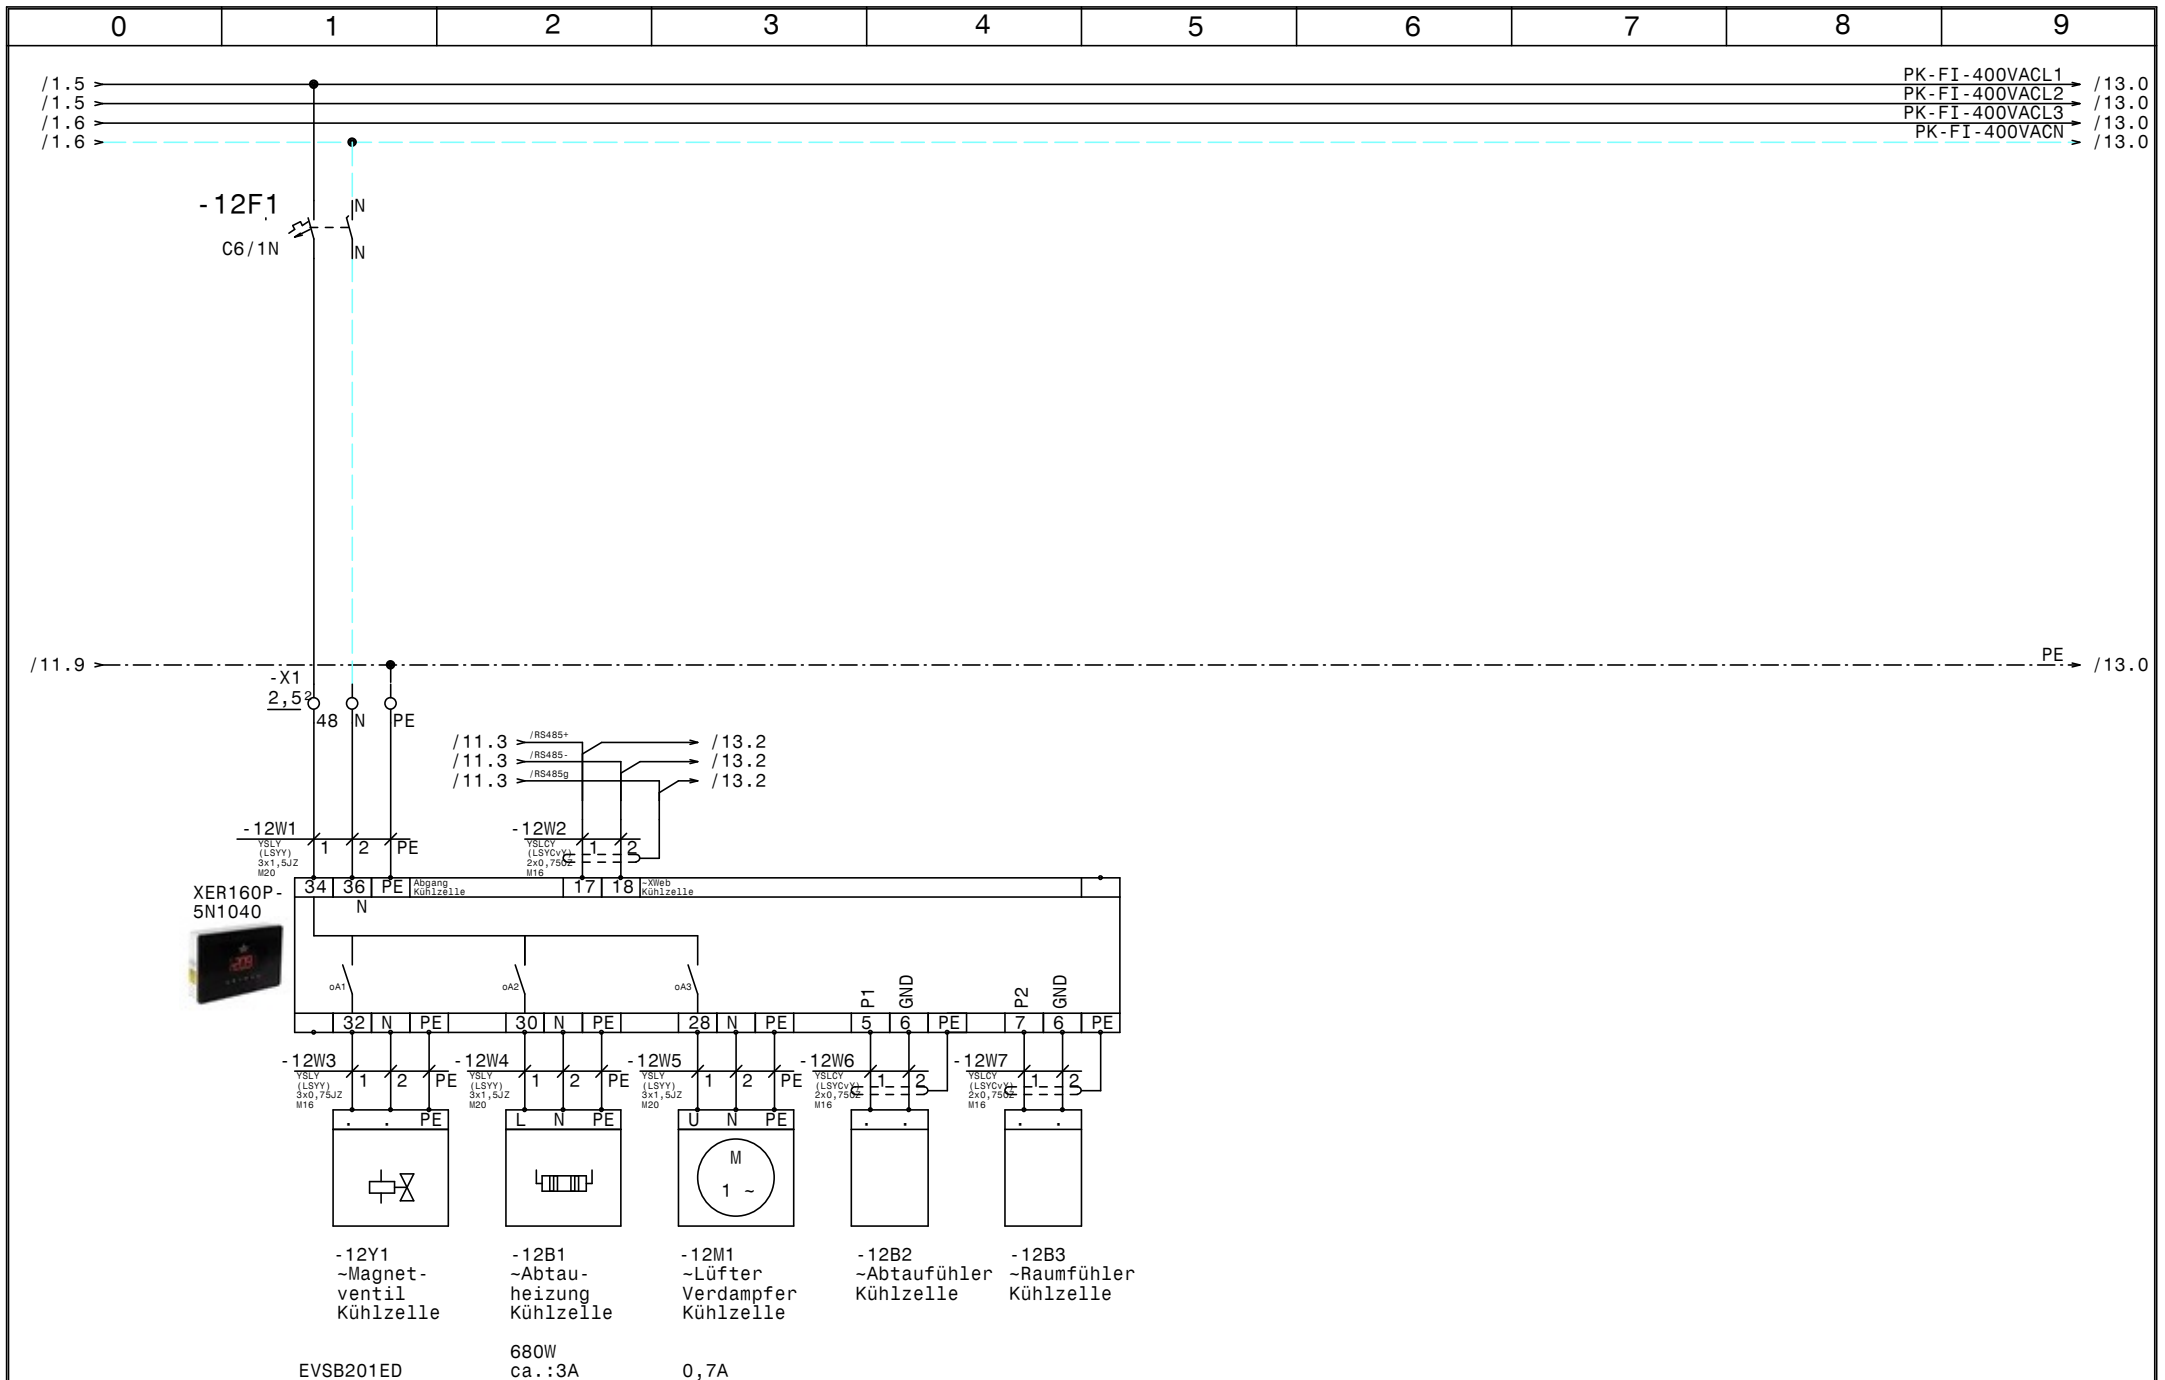 0 1 2 3 4 5 6 7 8 9
/1.5 PK-FI-400VACL1 /13.0
/1.5 PK-FI-400VACL2 /13.0
/1.6 PK-FI-400VACL3 /13.0
/1.6 PK-FI-400VACN /13.0
-12F1
N
C6/1N
N
/11.9 PE /13.0
-X1
2,5²
48 N PE
/11.3 /RS485+ /13.2
/11.3 /RS485- /13.2
/11.3 /RS485g /13.2
-12W1
1 2 PE
YSLY
(LSYY)
3x1,5JZ
M20
-12W2
1 2
YSLCY
(LSYCvY)
2x0,75OZ
M16
XER160P-
5N1040
34 36 PE Abgang
Kühlzelle
17 18 ~XWeb
Kühlzelle
N
oA1 oA2 oA3
P1 GND P2 GND
32 N PE 30 N PE 28 N PE 5 6 PE 7 6 PE
-12W3
1 2 PE
YSLY
(LSYY)
3x0,75JZ
M16
-12W4
1 2 PE
YSLY
(LSYY)
3x1,5JZ
M20
-12W5
1 2 PE
YSLY
(LSYY)
3x1,5JZ
M20
-12W6
1 2
YSLCY
(LSYCvY)
2x0,75OZ
M16
-12W7
1 2
YSLCY
(LSYCvY)
2x0,75OZ
M16
. . PE L N PE U N PE . . . .
M
1 ~
-12Y1
~Magnet-
ventil
Kühlzelle
EVSB201ED
-12B1
~Abtau-
heizung
Kühlzelle
680W
ca.:3A
-12M1
~Lüfter
Verdampfer
Kühlzelle
0,7A
-12B2
~Abtaufühler
Kühlzelle
-12B3
~Raumfühler
Kühlzelle